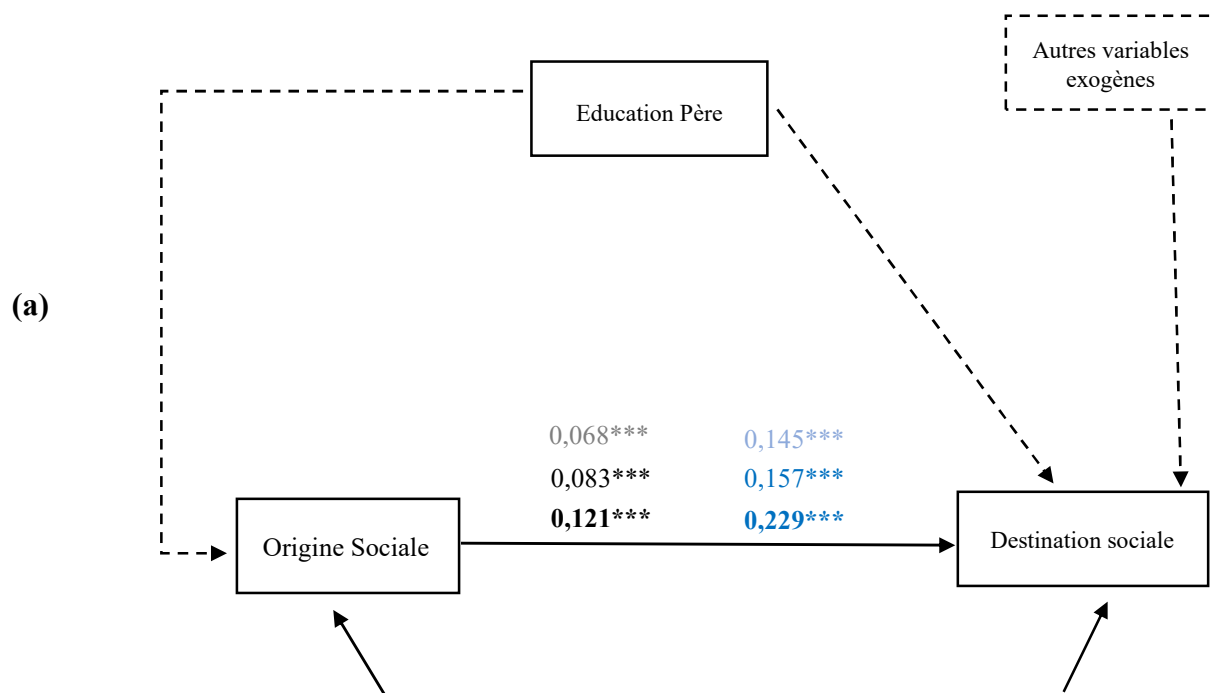 Autres variables
exogènes
Education Père
(a)
0,068*** 0,145***
0,083*** 0,157***
0,121*** 0,229***
Origine Sociale
Destination sociale